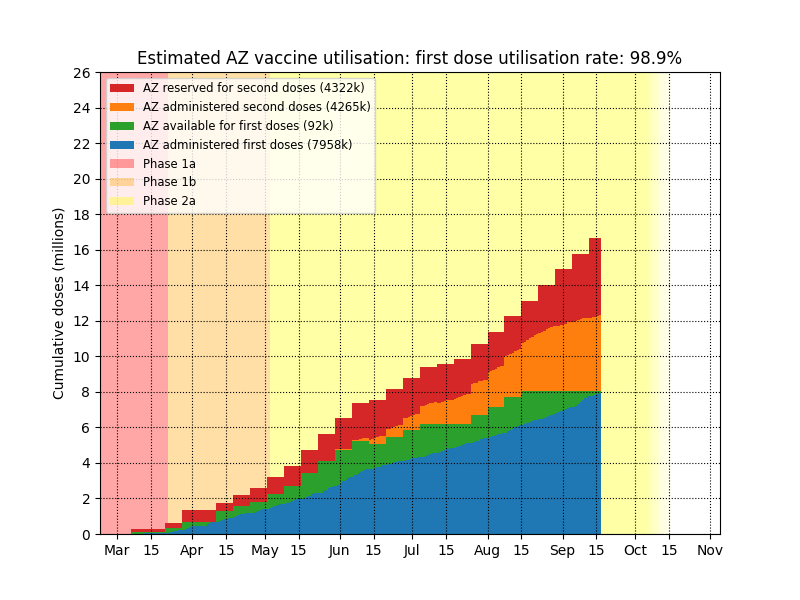 Estimated AZ vaccine utilisation: first dose utilisation rate: 98.9%
AZ reserved for second doses (4322k)
AZ administered second doses (4265k)
AZ available for first doses (92k)
AZ administered first doses (7958k)
Phase 1a
Phase 1b
Phase 2a
Cumulative doses (millions)
26
24
22
20
18
16
14
12
10
8
6
4
2
0
Mar 15 Apr 15 May 15 Jun 15 Jul 15 Aug 15 Sep 15 Oct 15 Nov